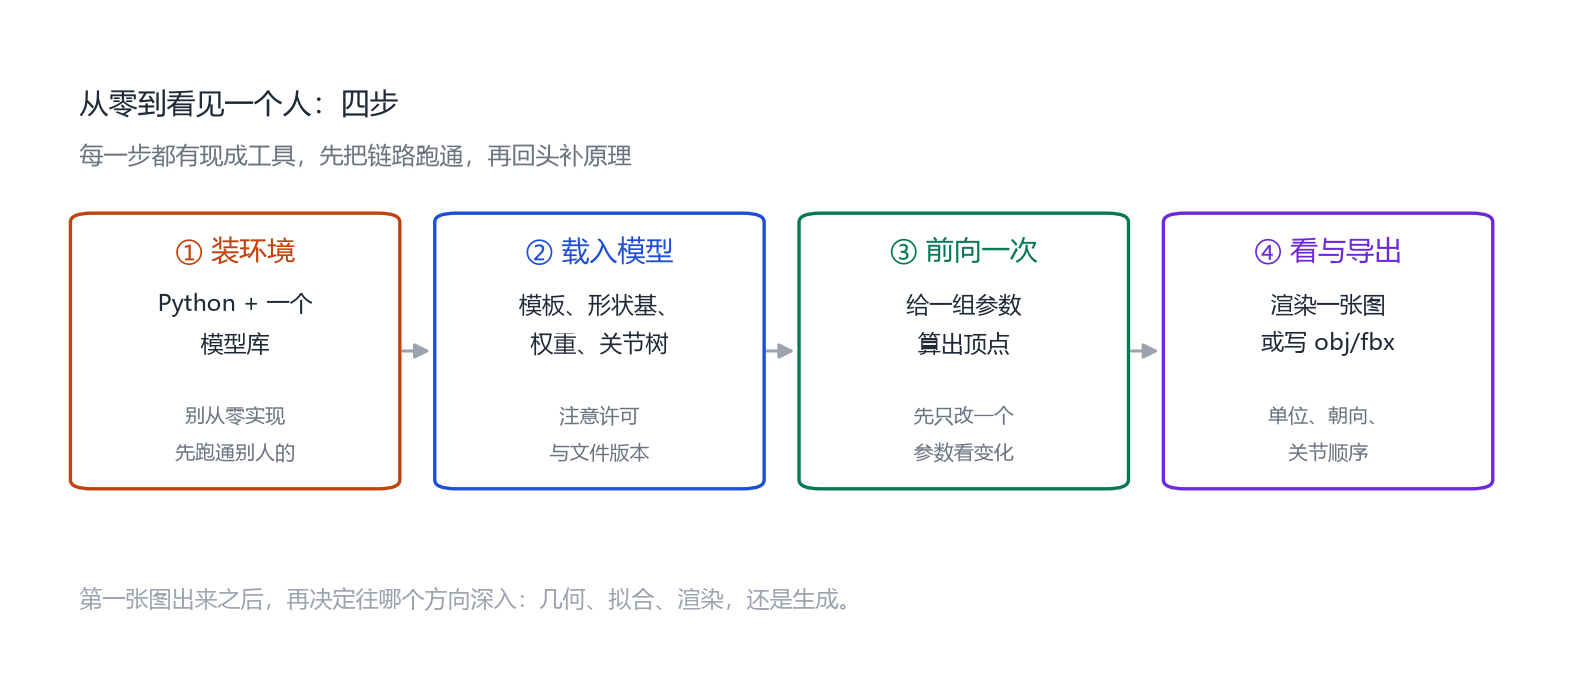 从零到看见一个人：四步
每一步都有现成工具，先把链路跑通，再回头补原理
① 装环境
Python + 一个
模型库
别从零实现
先跑通别人的
② 载入模型
模板、形状基、
权重、关节树
注意许可
与文件版本
③ 前向一次
给一组参数
算出顶点
先只改一个
参数看变化
④ 看与导出
渲染一张图
或写 obj/fbx
单位、朝向、
关节顺序
第一张图出来之后，再决定往哪个方向深入：几何、拟合、渲染，还是生成。